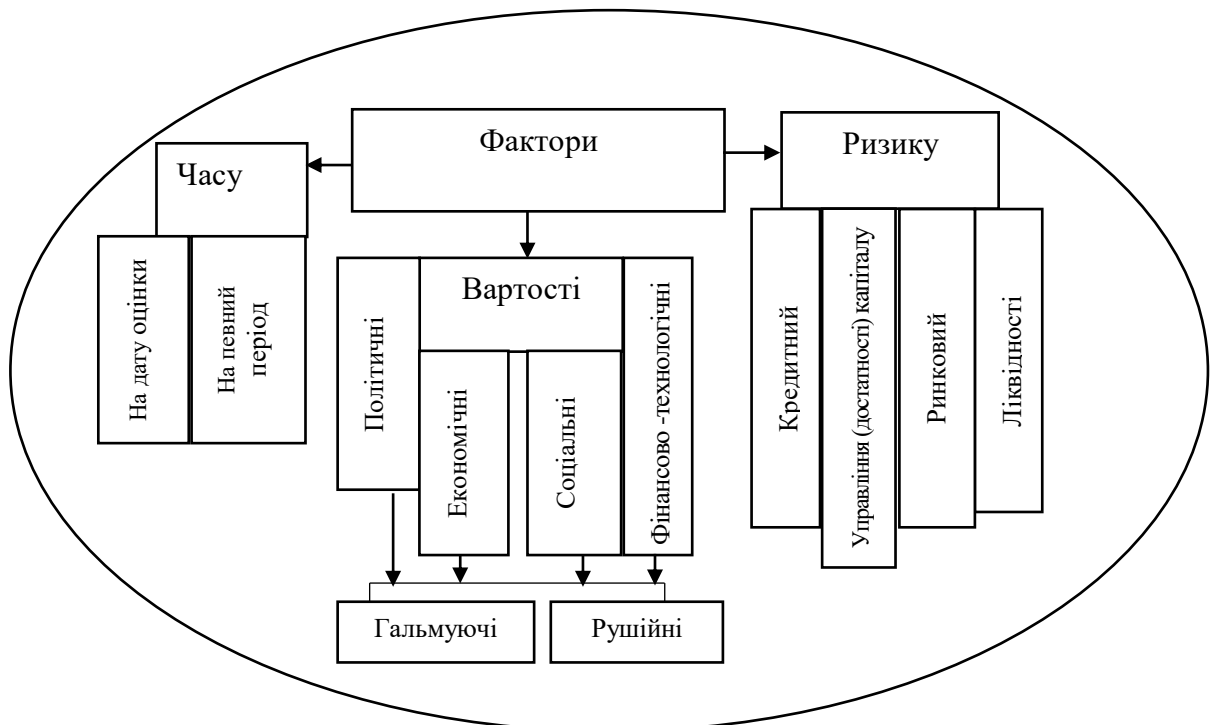 Фактори
Часу
Ризику
На дату оцінки
На певний
період
Вартості
Політичні
Економічні
Соціальні
Фінансово -технологічні
Кредитний
Управління (достатності) капіталу
Ринковий
Ліквідності
Гальмуючі
Рушійні